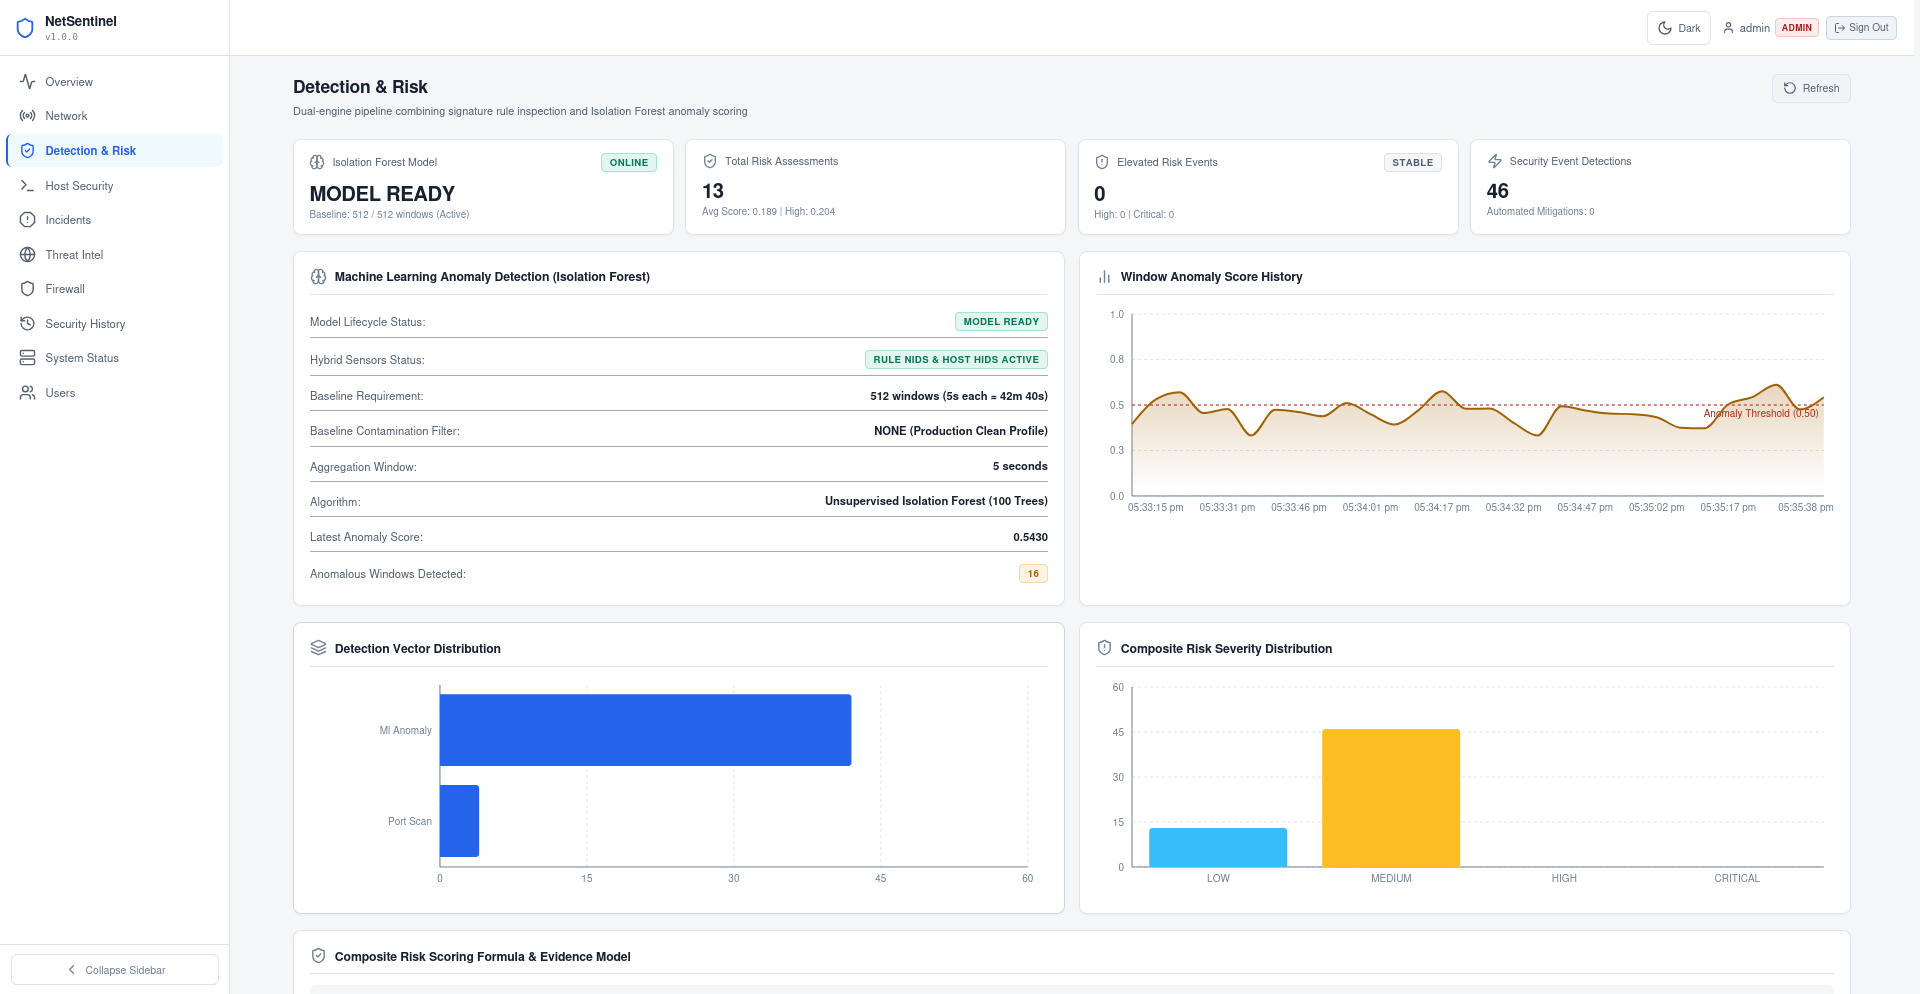 NetSentinel
v1.0.0
Dark
admin
ADMIN
Sign Out
Overview
Network
Detection & Risk
Host Security
Incidents
Threat Intel
Firewall
Security History
System Status
Users
Collapse Sidebar
Detection & Risk
Dual-engine pipeline combining signature rule inspection and Isolation Forest anomaly scoring
Refresh
Isolation Forest Model
ONLINE
MODEL READY
Baseline: 512 / 512 windows (Active)
Total Risk Assessments
13
Avg Score: 0.189 | High: 0.204
Elevated Risk Events
STABLE
0
High: 0 | Critical: 0
Security Event Detections
46
Automated Mitigations: 0
Machine Learning Anomaly Detection (Isolation Forest)
Model Lifecycle Status: MODEL READY
Hybrid Sensors Status: RULE NIDS & HOST HIDS ACTIVE
Baseline Requirement: 512 windows (5s each ≈ 42m 40s)
Baseline Contamination Filter: NONE (Production Clean Profile)
Aggregation Window: 5 seconds
Algorithm: Unsupervised Isolation Forest (100 Trees)
Latest Anomaly Score: 0.5430
Anomalous Windows Detected: 16
Window Anomaly Score History
1.0
0.8
0.5
Anomaly Threshold (0.50)
0.3
0.0
05:33:15 pm 05:33:31 pm 05:33:46 pm 05:34:01 pm 05:34:17 pm 05:34:32 pm 05:34:47 pm 05:35:02 pm 05:35:17 pm 05:35:38 pm
Detection Vector Distribution
Ml Anomaly
Port Scan
0 15 30 45 60
Composite Risk Severity Distribution
60
45
30
15
0
LOW MEDIUM HIGH CRITICAL
Composite Risk Scoring Formula & Evidence Model